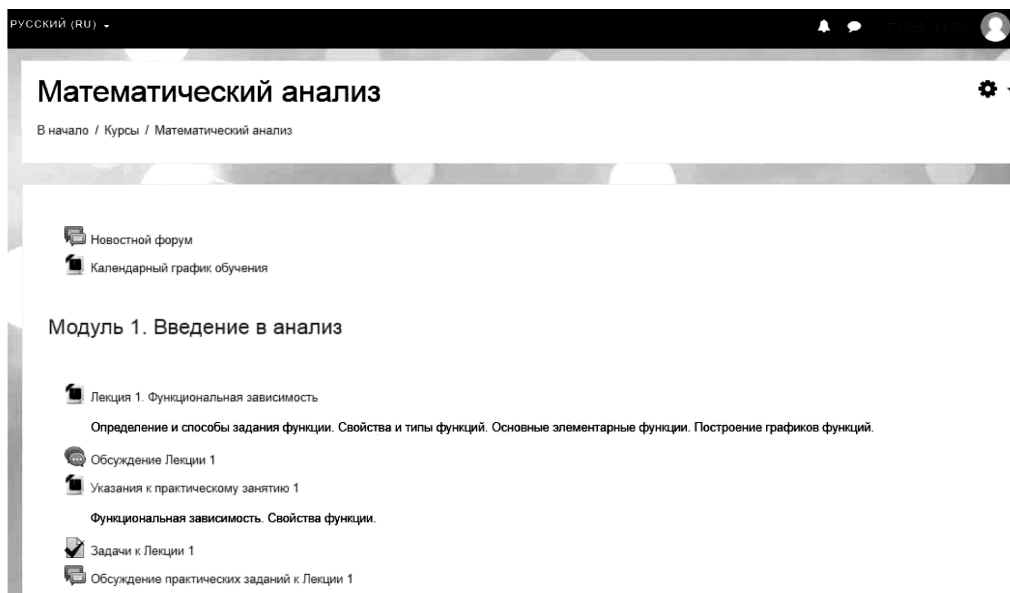 РУССКИЙ (RU)
Математический анализ
В начало / Курсы / Математический анализ
Новостной форум
Календарный график обучения
Модуль 1. Введение в анализ
Лекция 1. Функциональная зависимость
Определение и способы задания функции. Свойства и типы функций. Основные элементарные функции. Построение графиков функций.
Обсуждение Лекции 1
Указания к практическому занятию 1
Функциональная зависимость. Свойства функции.
Задачи к Лекции 1
Обсуждение практических заданий к Лекции 1